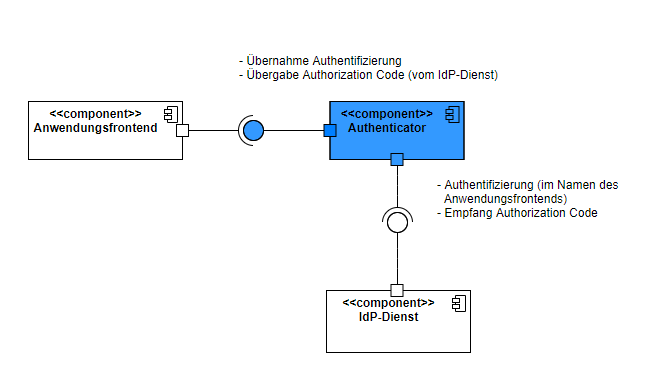 - Übernahme Authentifizierung
- Übergabe Authorization Code (vom IdP-Dienst)
<<component>>
Anwendungsfrontend
<<component>>
Authenticator
- Authentifizierung (im Namen des
Anwendungsfrontends)
- Empfang Authorization Code
<<component>>
IdP-Dienst